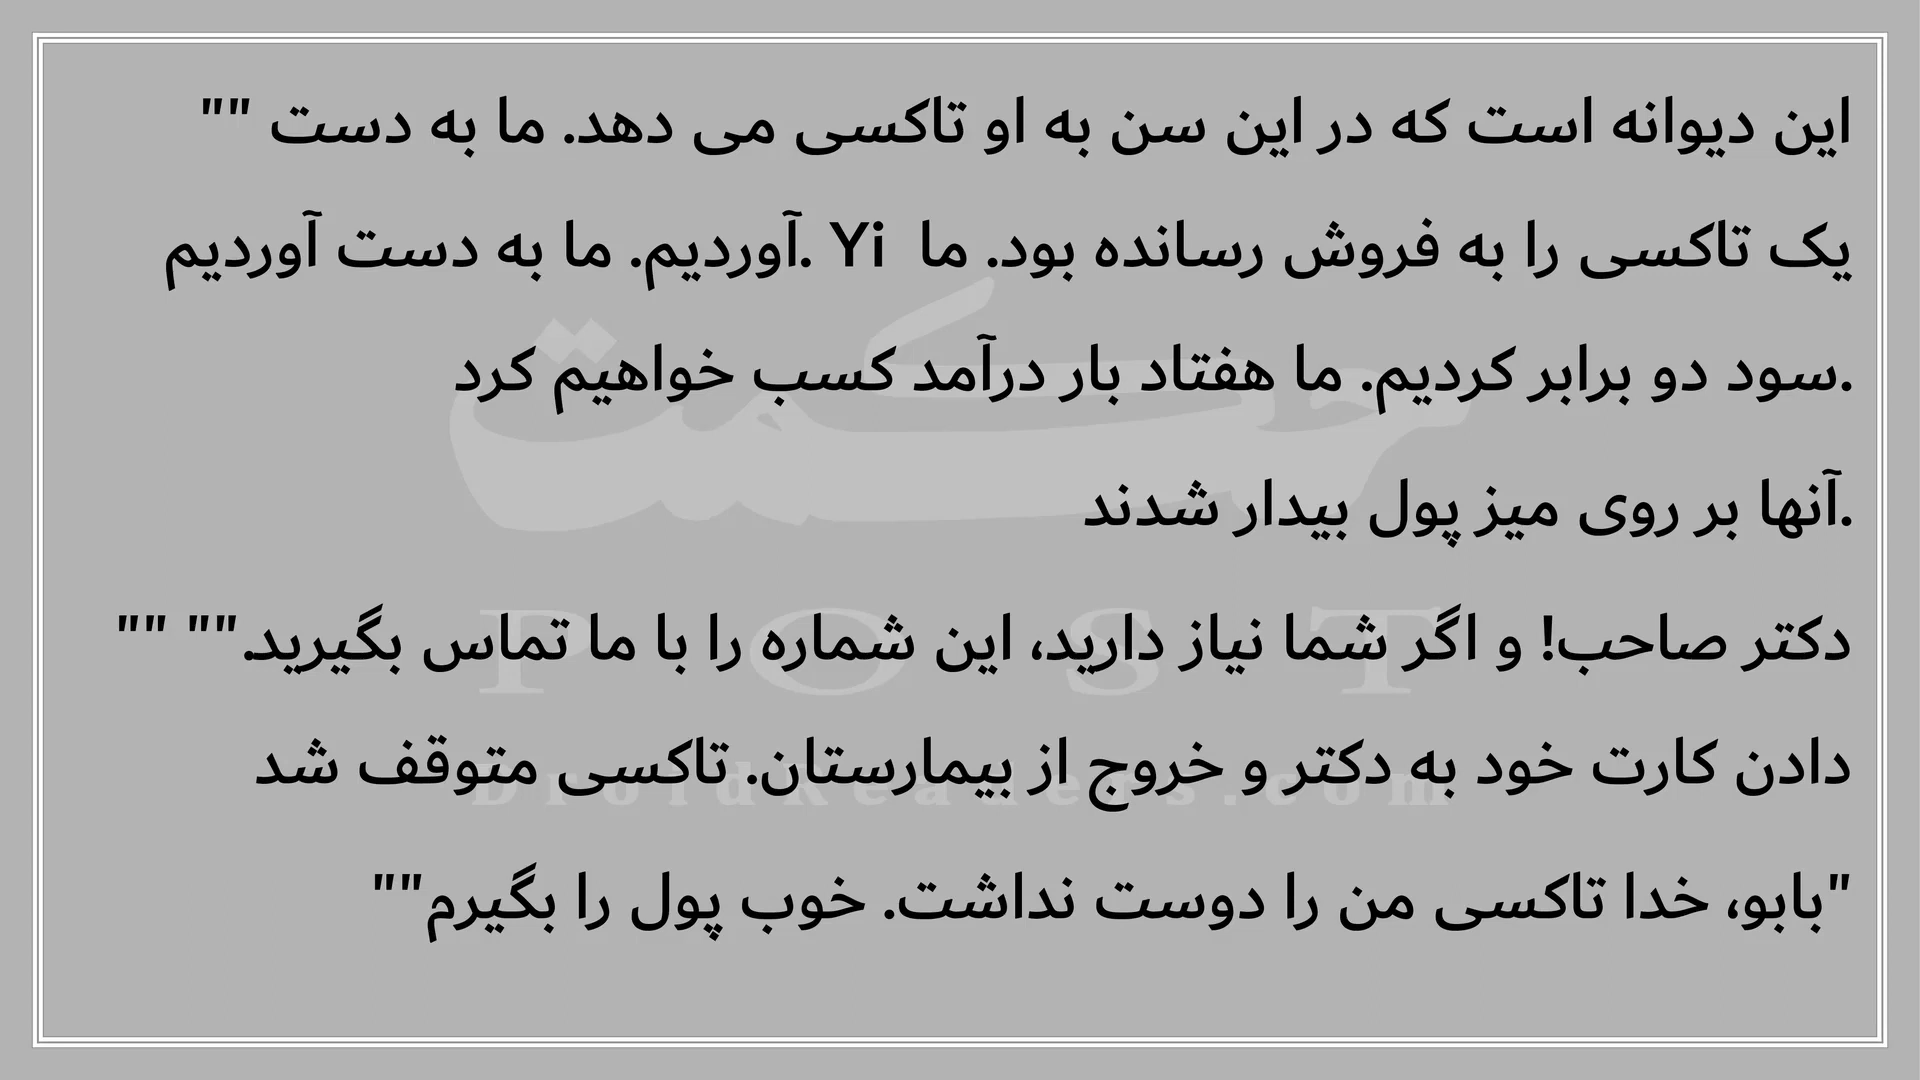 این دیوانه است که در این سن به او تاکسی می دهد. ما به دست ""
یک تاکسی را به فروش رسانده بود. ما Yi .آوردیم. ما به دست آوردیم
.سود دو برابر کردیم. ما هفتاد بار درآمد کسب خواهیم کرد
.آنها بر روی میز پول بیدار شدند
دکتر صاحب! و اگر شما نیاز دارید، این شماره را با ما تماس بگیرید."" ""
دادن کارت خود به دکتر و خروج از بیمارستان. تاکسی متوقف شد
"بابو، خدا تاکسی من را دوست نداشت. خوب پول را بگیرم""
حکمت
POST
DroidReaders.com